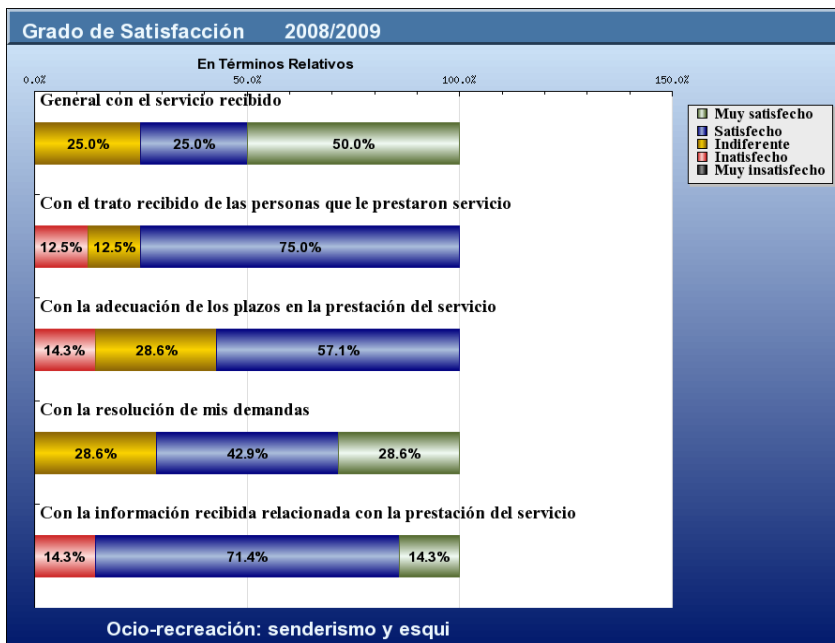 Grado de Satisfacción 2008/2009
En Términos Relativos
0.0% 50.0% 100.0% 150.0%
General con el servicio recibido
25.0% 25.0% 50.0%
Con el trato recibido de las personas que le prestaron servicio
12.5% 12.5% 75.0%
Con la adecuación de los plazos en la prestación del servicio
14.3% 28.6% 57.1%
Con la resolución de mis demandas
28.6% 42.9% 28.6%
Con la información recibida relacionada con la prestación del servicio
14.3% 71.4% 14.3%
Muy satisfecho
Satisfecho
Indiferente
Inatisfecho
Muy insatisfecho
Ocio-recreación: senderismo y esqui